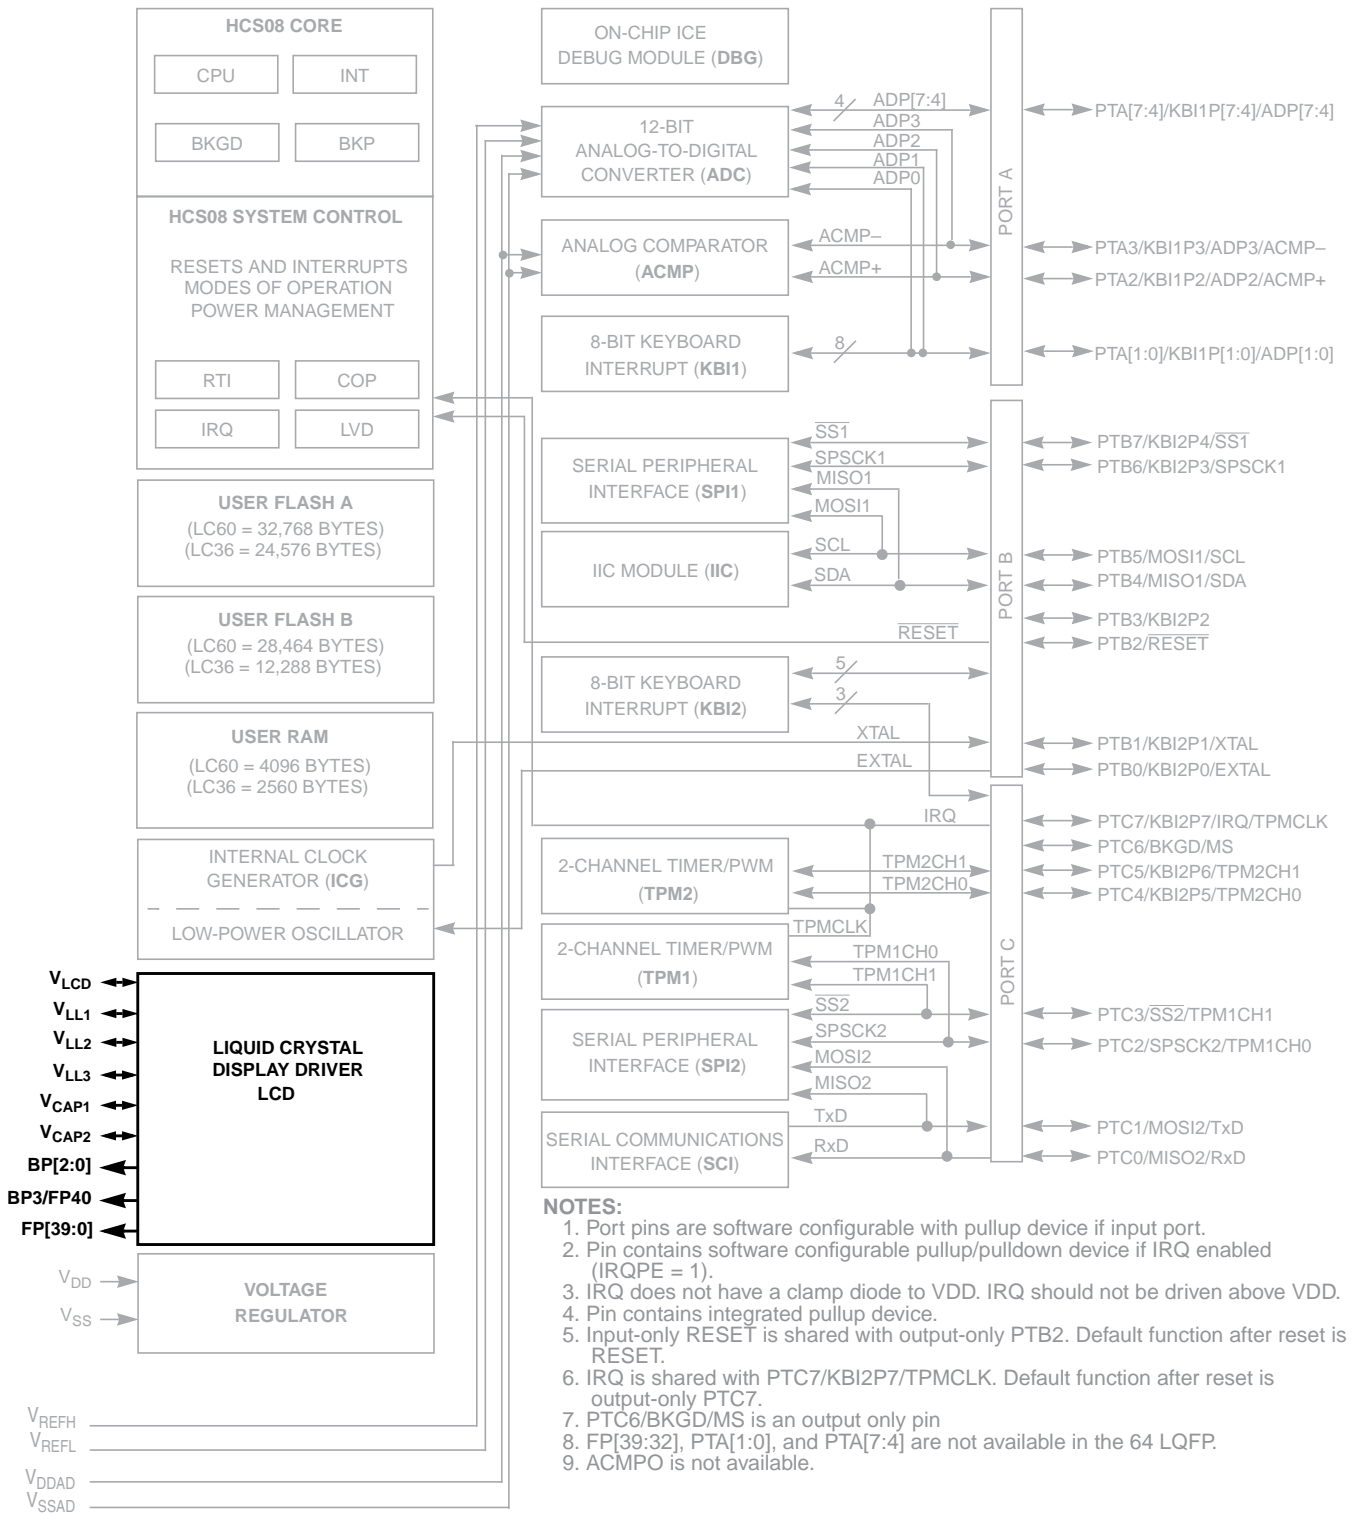 HCS08 CORE
CPU
INT
BKGD
BKP
HCS08 SYSTEM CONTROL
RESETS AND INTERRUPTS
MODES OF OPERATION
POWER MANAGEMENT
RTI
COP
IRQ
LVD
USER FLASH A
(LC60 = 32,768 BYTES)
(LC36 = 24,576 BYTES)
USER FLASH B
(LC60 = 28,464 BYTES)
(LC36 = 12,288 BYTES)
USER RAM
(LC60 = 4096 BYTES)
(LC36 = 2560 BYTES)
INTERNAL CLOCK
GENERATOR (ICG)
LOW-POWER OSCILLATOR
VLCD
VLL1
VLL2
VLL3
VCAP1
VCAP2
BP[2:0]
BP3/FP40
FP[39:0]
LIQUID CRYSTAL
DISPLAY DRIVER
LCD
VDD
VSS
VOLTAGE
REGULATOR
VREFH
VREFL
VDDAD
VSSAD
ON-CHIP ICE
DEBUG MODULE (DBG)
12-BIT
ANALOG-TO-DIGITAL
CONVERTER (ADC)
4
ADP[7:4]
ADP3
ADP2
ADP1
ADP0
ANALOG COMPARATOR
(ACMP)
ACMP–
ACMP+
8-BIT KEYBOARD
INTERRUPT (KBI1)
8
PORT A
PTA[7:4]/KBI1P[7:4]/ADP[7:4]
PTA3/KBI1P3/ADP3/ACMP–
PTA2/KBI1P2/ADP2/ACMP+
PTA[1:0]/KBI1P[1:0]/ADP[1:0]
SERIAL PERIPHERAL
INTERFACE (SPI1)
SS1
SPSCK1
MISO1
MOSI1
IIC MODULE (IIC)
SCL
SDA
RESET
8-BIT KEYBOARD
INTERRUPT (KBI2)
5
3
XTAL
EXTAL
PORT B
PTB7/KBI2P4/SS1
PTB6/KBI2P3/SPSCK1
PTB5/MOSI1/SCL
PTB4/MISO1/SDA
PTB3/KBI2P2
PTB2/RESET
PTB1/KBI2P1/XTAL
PTB0/KBI2P0/EXTAL
IRQ
2-CHANNEL TIMER/PWM
(TPM2)
TPM2CH1
TPM2CH0
TPMCLK
2-CHANNEL TIMER/PWM
(TPM1)
TPM1CH0
TPM1CH1
SERIAL PERIPHERAL
INTERFACE (SPI2)
SS2
SPSCK2
MOSI2
MISO2
SERIAL COMMUNICATIONS
INTERFACE (SCI)
TxD
RxD
PORT C
PTC7/KBI2P7/IRQ/TPMCLK
PTC6/BKGD/MS
PTC5/KBI2P6/TPM2CH1
PTC4/KBI2P5/TPM2CH0
PTC3/SS2/TPM1CH1
PTC2/SPSCK2/TPM1CH0
PTC1/MOSI2/TxD
PTC0/MISO2/RxD
NOTES:
1. Port pins are software configurable with pullup device if input port.
2. Pin contains software configurable pullup/pulldown device if IRQ enabled
(IRQPE = 1).
3. IRQ does not have a clamp diode to VDD. IRQ should not be driven above VDD.
4. Pin contains integrated pullup device.
5. Input-only RESET is shared with output-only PTB2. Default function after reset is
RESET.
6. IRQ is shared with PTC7/KBI2P7/TPMCLK. Default function after reset is
output-only PTC7.
7. PTC6/BKGD/MS is an output only pin
8. FP[39:32], PTA[1:0], and PTA[7:4] are not available in the 64 LQFP.
9. ACMPO is not available.